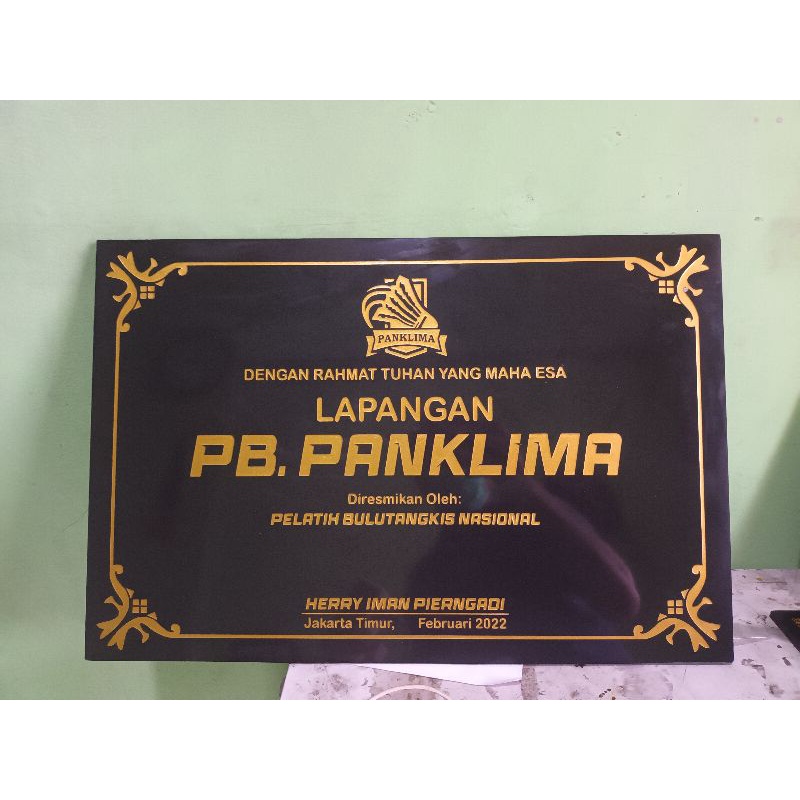 PANKLIMA
DENGAN RAHMAT TUHAN YANG MAHA ESA
LAPANGAN
PB. PANKLiMA
Diresmikan Oleh:
PELATIH BULUTANGKIS NASIONAL
HERRY IMAN PIERNGADI
Jakarta Timur, Februari 2022